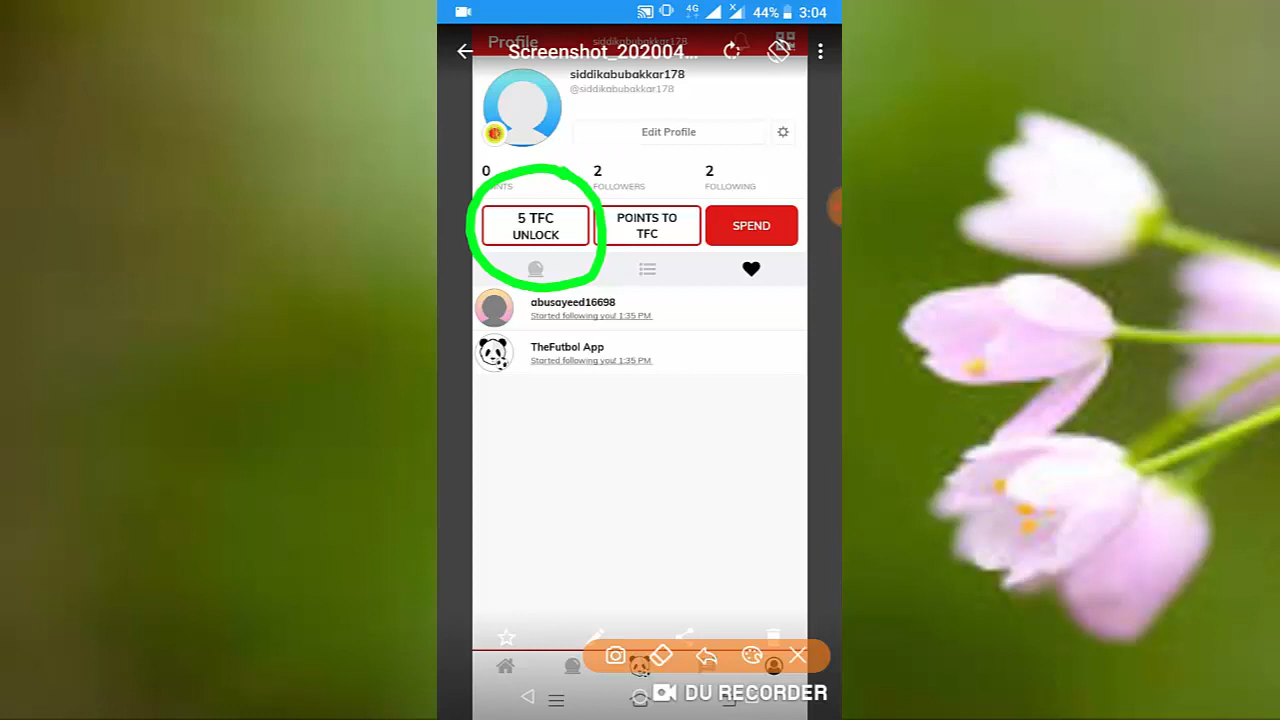 4G X 44% 3:04
Profile
Screenshot_202004...
siddikabubakkar178
siddikabubakkar178
@siddikabubakkar178
Edit Profile
0 2 2
FOLLOWERS FOLLOWING
5 TFC
UNLOCK
POINTS TO
TFC
SPEND
abusayeed16698
Started following you! 1:35 PM
TheFutbol App
Started following you! 1:35 PM
DU RECORDER